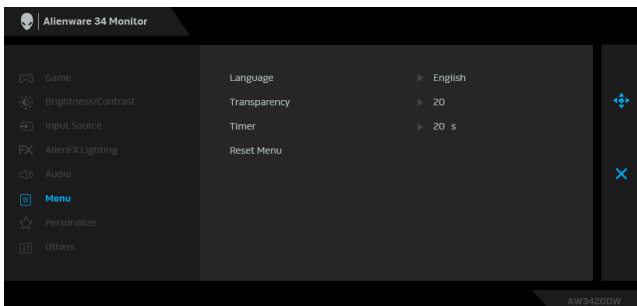 Alienware 34 Monitor
Game
Brightness/Contrast
Input Source
FX AlienFX Lighting
Audio
Menu
Personalize
Others
Language English
Transparency 20
Timer 20 s
Reset Menu
AW3420DW